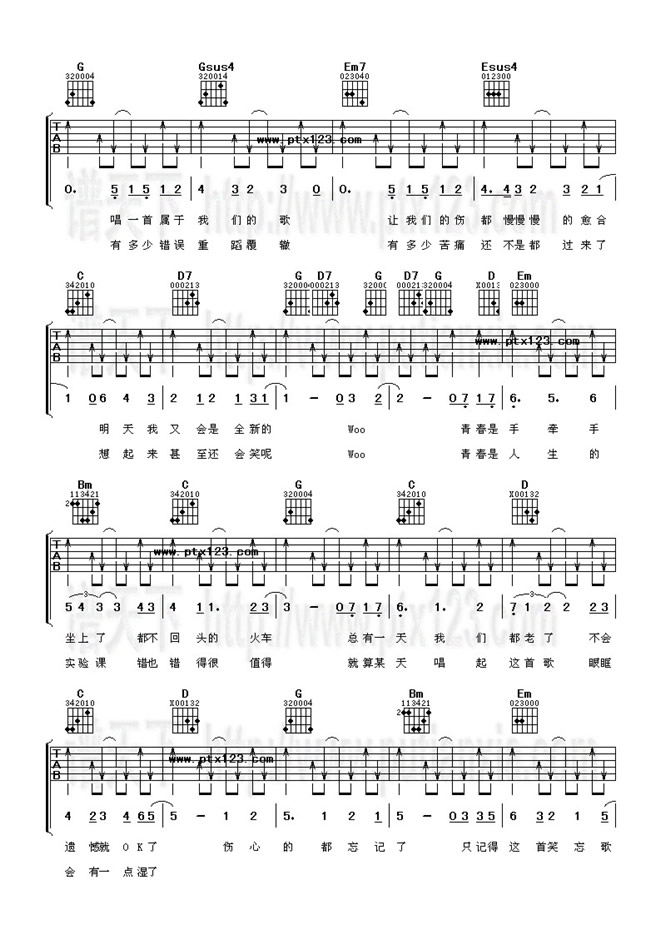 G Gsus4 Em7 Esus4
320004 320014 023040 012300
TAB
www.ptx123.com
0. 5 1 5 1 2 4 3 2 3 0 0. 5 1 5 1 2 4. 4 3 2 3 2 1
唱一首属于我们的歌 让我们的伤都慢慢慢的愈合
有多少错误重蹈覆辙 有多少苦痛还不是都过来了
谱天下 http://www.ptx123.com
C D7 G D7 G D7 G D Em
342010 000213 320000 000213 32000 00021 320004 X0013 023000
TAB
www.ptx123.com
1 0 6 4 3 2 1 2 1 2 1 3 1 1 - 0 3 2 2 - 0 1 7 1 7 6. 5. 6
明天我又会是全新的 Woo 青春是手牵手
想起来甚至还会笑呢 Woo 青春是人生的
Bm C G C D
2 113421 342010 320004 342010 X00132
TAB
www.ptx123.com
3 3
5 4 3 3 4 3 4 1 1. 2 3 3 - 0 7 1 7 6. 1. 2 7 1 2 2 2 3
坐上了都不回头的火车 总有一天我们都老了不会
实验课错也错得很值得 就算某天唱起这首歌眼眶
谱天下 http://www.ptx123.com
C D G Bm Em
342010 X00132 320004 2 113421 023000
TAB
www.ptx123.com
4 2 3 4 6 5 5 - 1 2 5. 1 2 1 5 - 0 3 3 5 6 3 2 1 5
遗憾就OK了 伤心的都忘记了 只记得这首笑忘歌
会有一点湿了